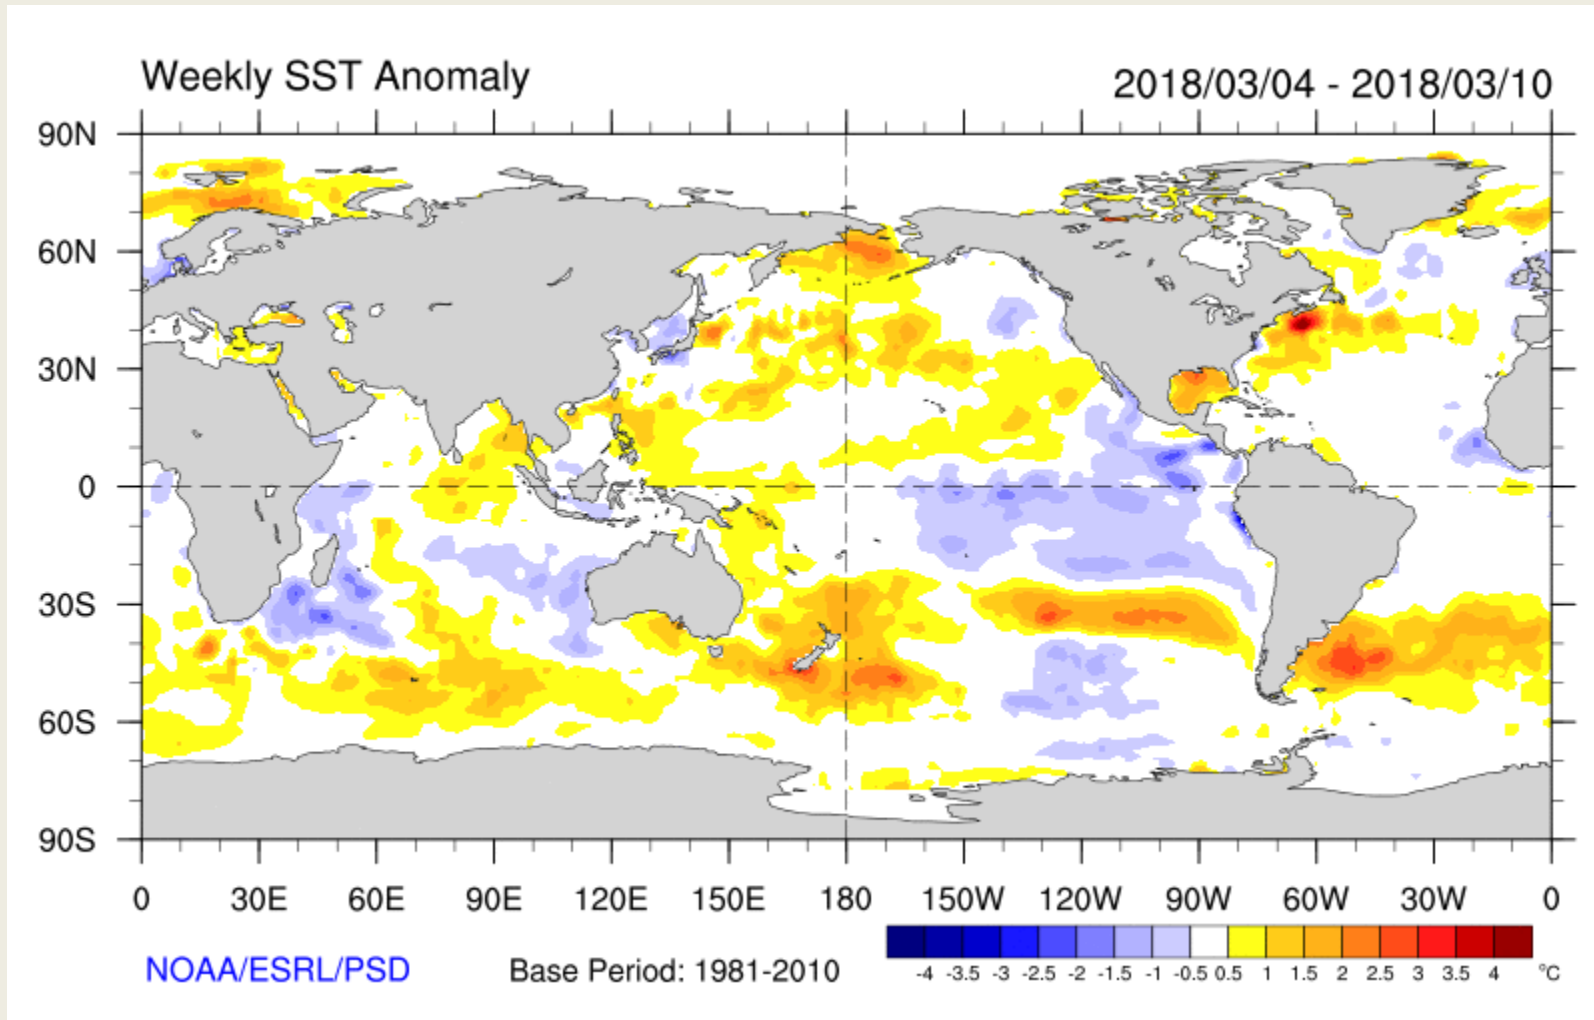 Weekly SST Anomaly
2018/03/04 - 2018/03/10
90N
60N
30N
0
30S
60S
90S
0 30E 60E 90E 120E 150E 180 150W 120W 90W 60W 30W 0
NOAA/ESRL/PSD
Base Period: 1981-2010
-4 -3.5 -3 -2.5 -2 -1.5 -1 -0.5 0.5 1 1.5 2 2.5 3 3.5 4 °C